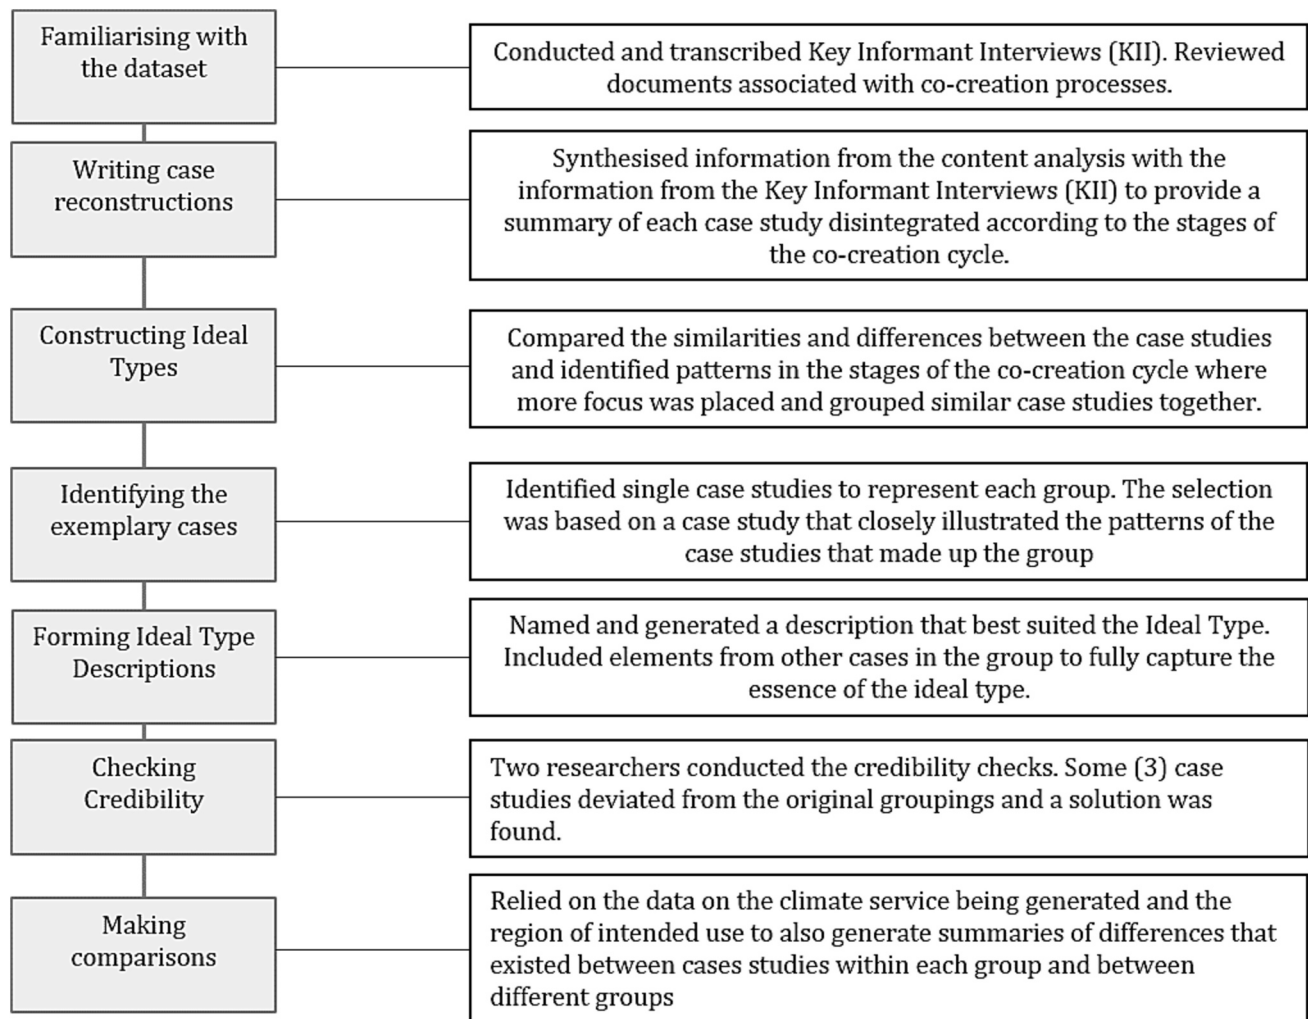 Familiarising with
the dataset
Conducted and transcribed Key Informant Interviews (KII). Reviewed
documents associated with co-creation processes.
Writing case
reconstructions
Synthesised information from the content analysis with the
information from the Key Informant Interviews (KII) to provide a
summary of each case study disintegrated according to the stages of
the co-creation cycle.
Constructing Ideal
Types
Compared the similarities and differences between the case studies
and identified patterns in the stages of the co-creation cycle where
more focus was placed and grouped similar case studies together.
Identifying the
exemplary cases
Identified single case studies to represent each group. The selection
was based on a case study that closely illustrated the patterns of the
case studies that made up the group
Forming Ideal Type
Descriptions
Named and generated a description that best suited the Ideal Type.
Included elements from other cases in the group to fully capture the
essence of the ideal type.
Checking
Credibility
Two researchers conducted the credibility checks. Some (3) case
studies deviated from the original groupings and a solution was
found.
Making
comparisons
Relied on the data on the climate service being generated and the
region of intended use to also generate summaries of differences that
existed between cases studies within each group and between
different groups